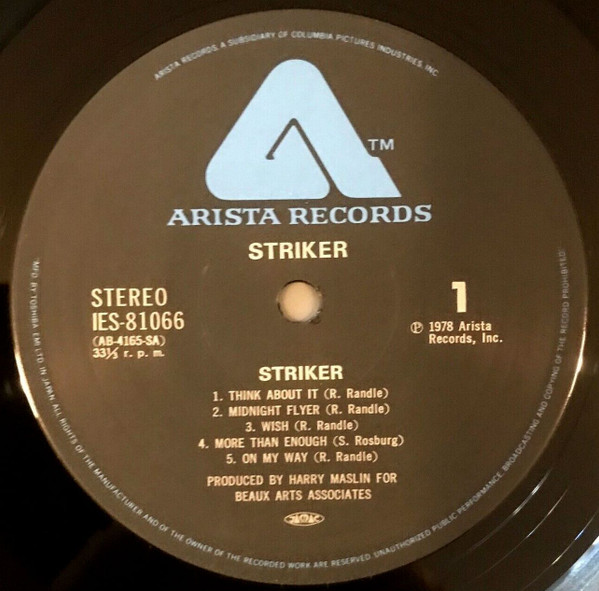 ARISTA RECORDS, A SUBSIDIARY OF COLUMBIA PICTURES INDUSTRIES, INC.
TM
ARISTA RECORDS
STRIKER
STEREO
IES-81066
(AB-4165-SA)
33⅓ r. p. m.
1
Ⓟ 1978 Arista
Records, Inc.
STRIKER
1. THINK ABOUT IT (R. Randle)
2. MIDNIGHT FLYER (R. Randle)
3. WISH (R. Randle)
4. MORE THAN ENOUGH (S. Rosburg)
5. ON MY WAY (R. Randle)
PRODUCED BY HARRY MASLIN FOR
BEAUX ARTS ASSOCIATES
MFD BY TOSHIBA EMI LTD. IN JAPAN. ALL RIGHTS OF THE MANUFACTURER AND OF THE OWNER OF THE RECORDED WORK ARE RESERVED. UNAUTHORIZED PUBLIC PERFORMANCE, BROADCASTING AND COPYING OF THE RECORD PROHIBITED.